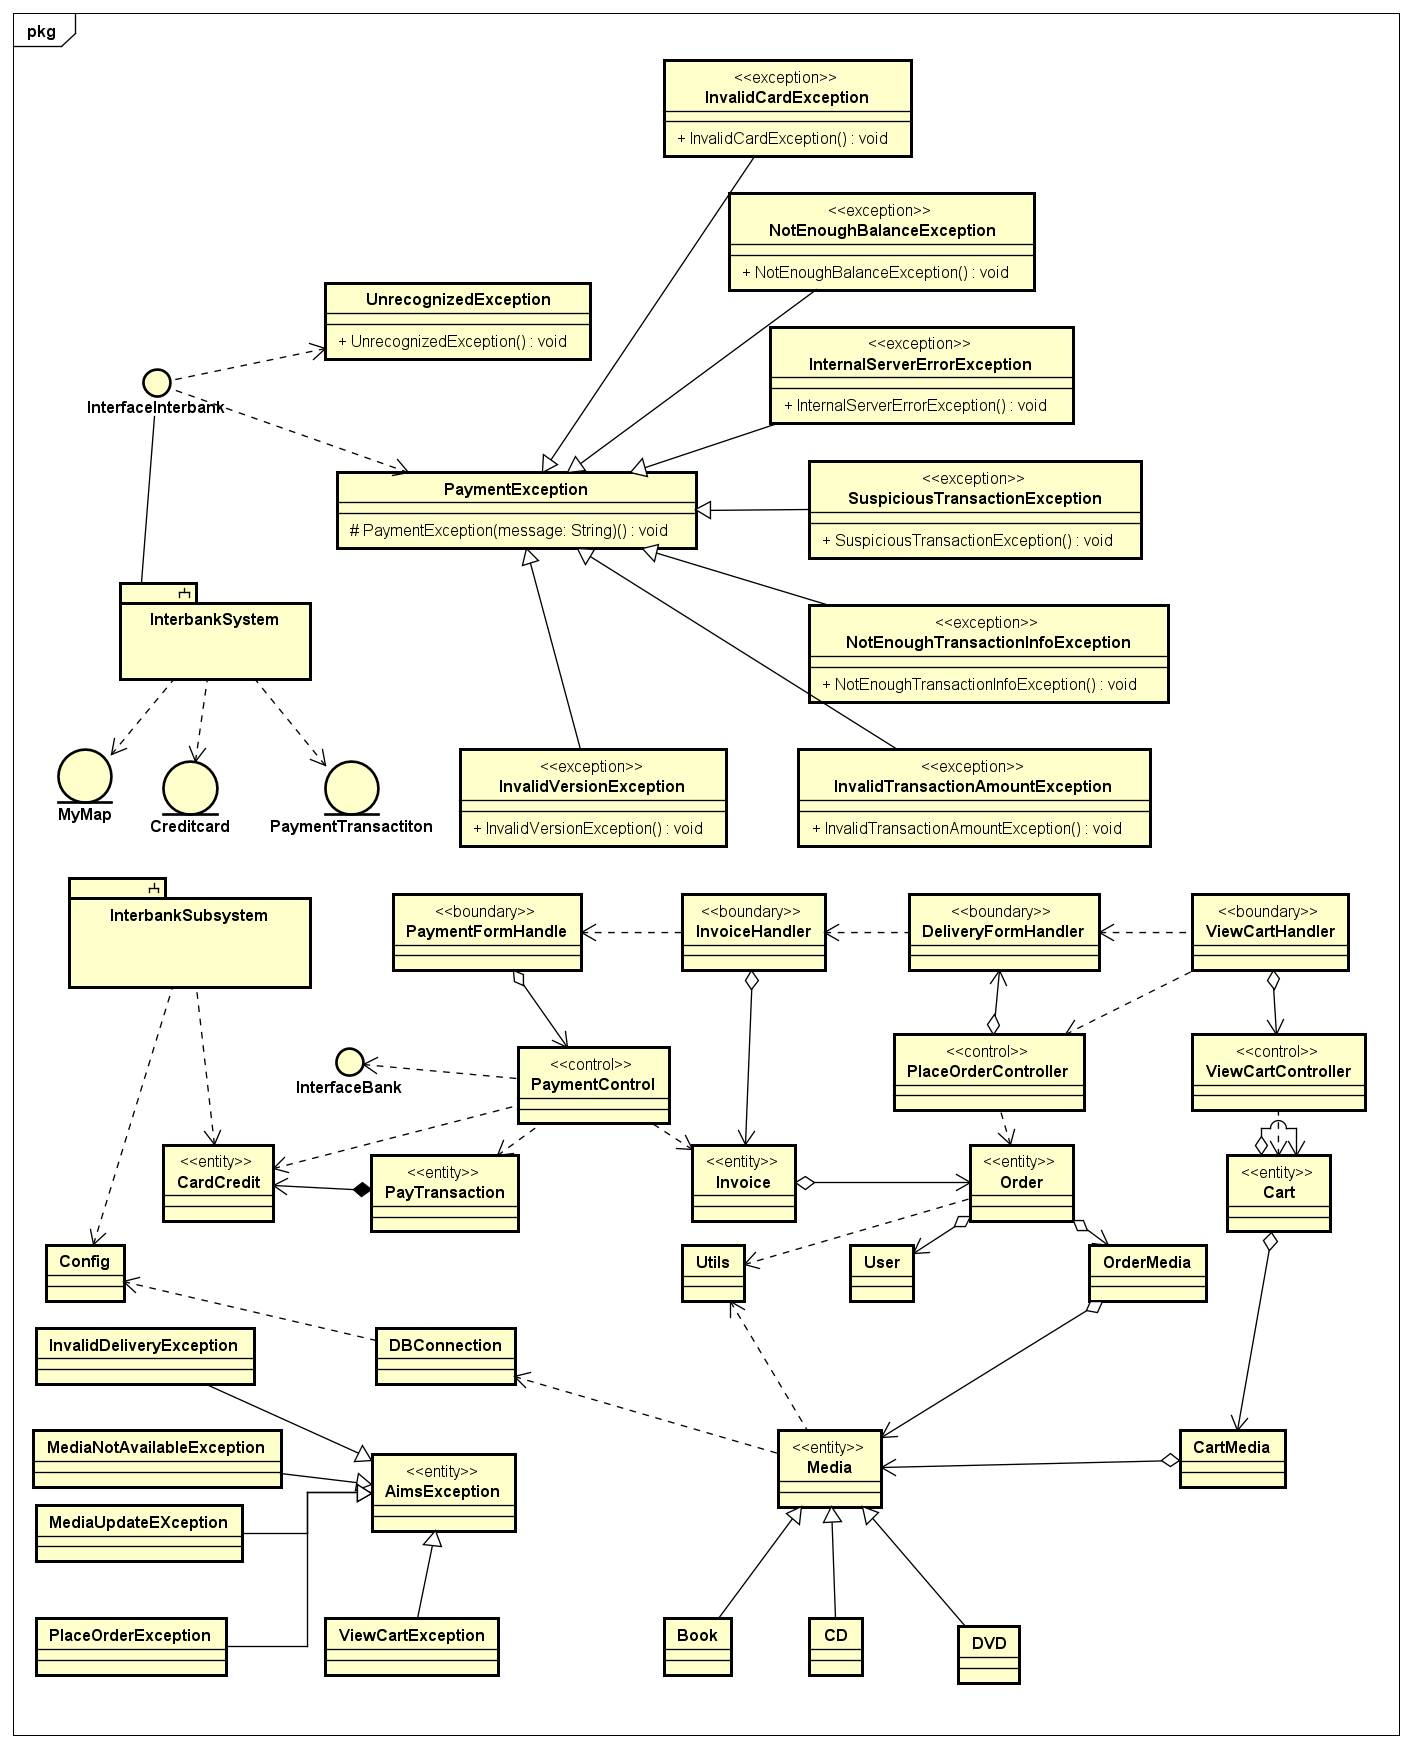 pkg
<<exception>>
InvalidCardException
+ InvalidCardException() : void
<<exception>>
NotEnoughBalanceException
+ NotEnoughBalanceException() : void
UnrecognizedException
+ UnrecognizedException() : void
<<exception>>
InternalServerErrorException
+ InternalServerErrorException() : void
InterfaceInterbank
PaymentException
# PaymentException(message: String)() : void
<<exception>>
SuspiciousTransactionException
+ SuspiciousTransactionException() : void
InterbankSystem
<<exception>>
NotEnoughTransactionInfoException
+ NotEnoughTransactionInfoException() : void
MyMap
Creditcard
PaymentTransactiton
<<exception>>
InvalidVersionException
+ InvalidVersionException() : void
<<exception>>
InvalidTransactionAmountException
+ InvalidTransactionAmountException() : void
InterbankSubsystem
<<boundary>>
PaymentFormHandle
<<boundary>>
InvoiceHandler
<<boundary>>
DeliveryFormHandler
<<boundary>>
ViewCartHandler
InterfaceBank
<<control>>
PaymentControl
<<control>>
PlaceOrderController
<<control>>
ViewCartController
<<entity>>
CardCredit
<<entity>>
PayTransaction
<<entity>>
Invoice
<<entity>>
Order
<<entity>>
Cart
Config
Utils
User
OrderMedia
InvalidDeliveryException
DBConnection
MediaNotAvailableException
<<entity>>
AimsException
<<entity>>
Media
CartMedia
MediaUpdateEXception
PlaceOrderException
ViewCartException
Book
CD
DVD